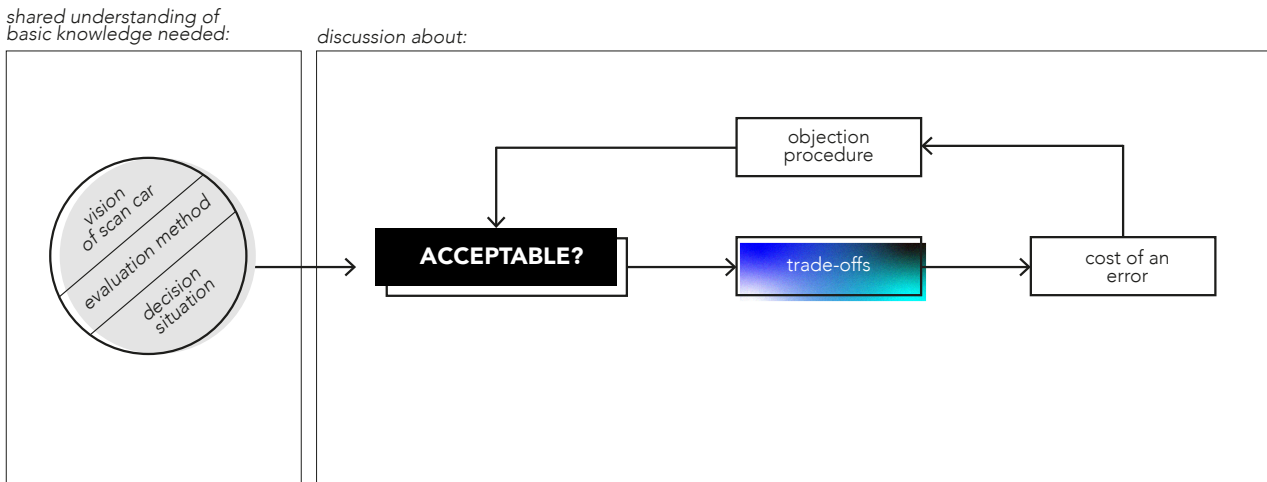 shared understanding of
basic knowledge needed:
discussion about:
vision
of scan car
evaluation method
decision
situation
objection
procedure
ACCEPTABLE?
trade-offs
cost of an
error